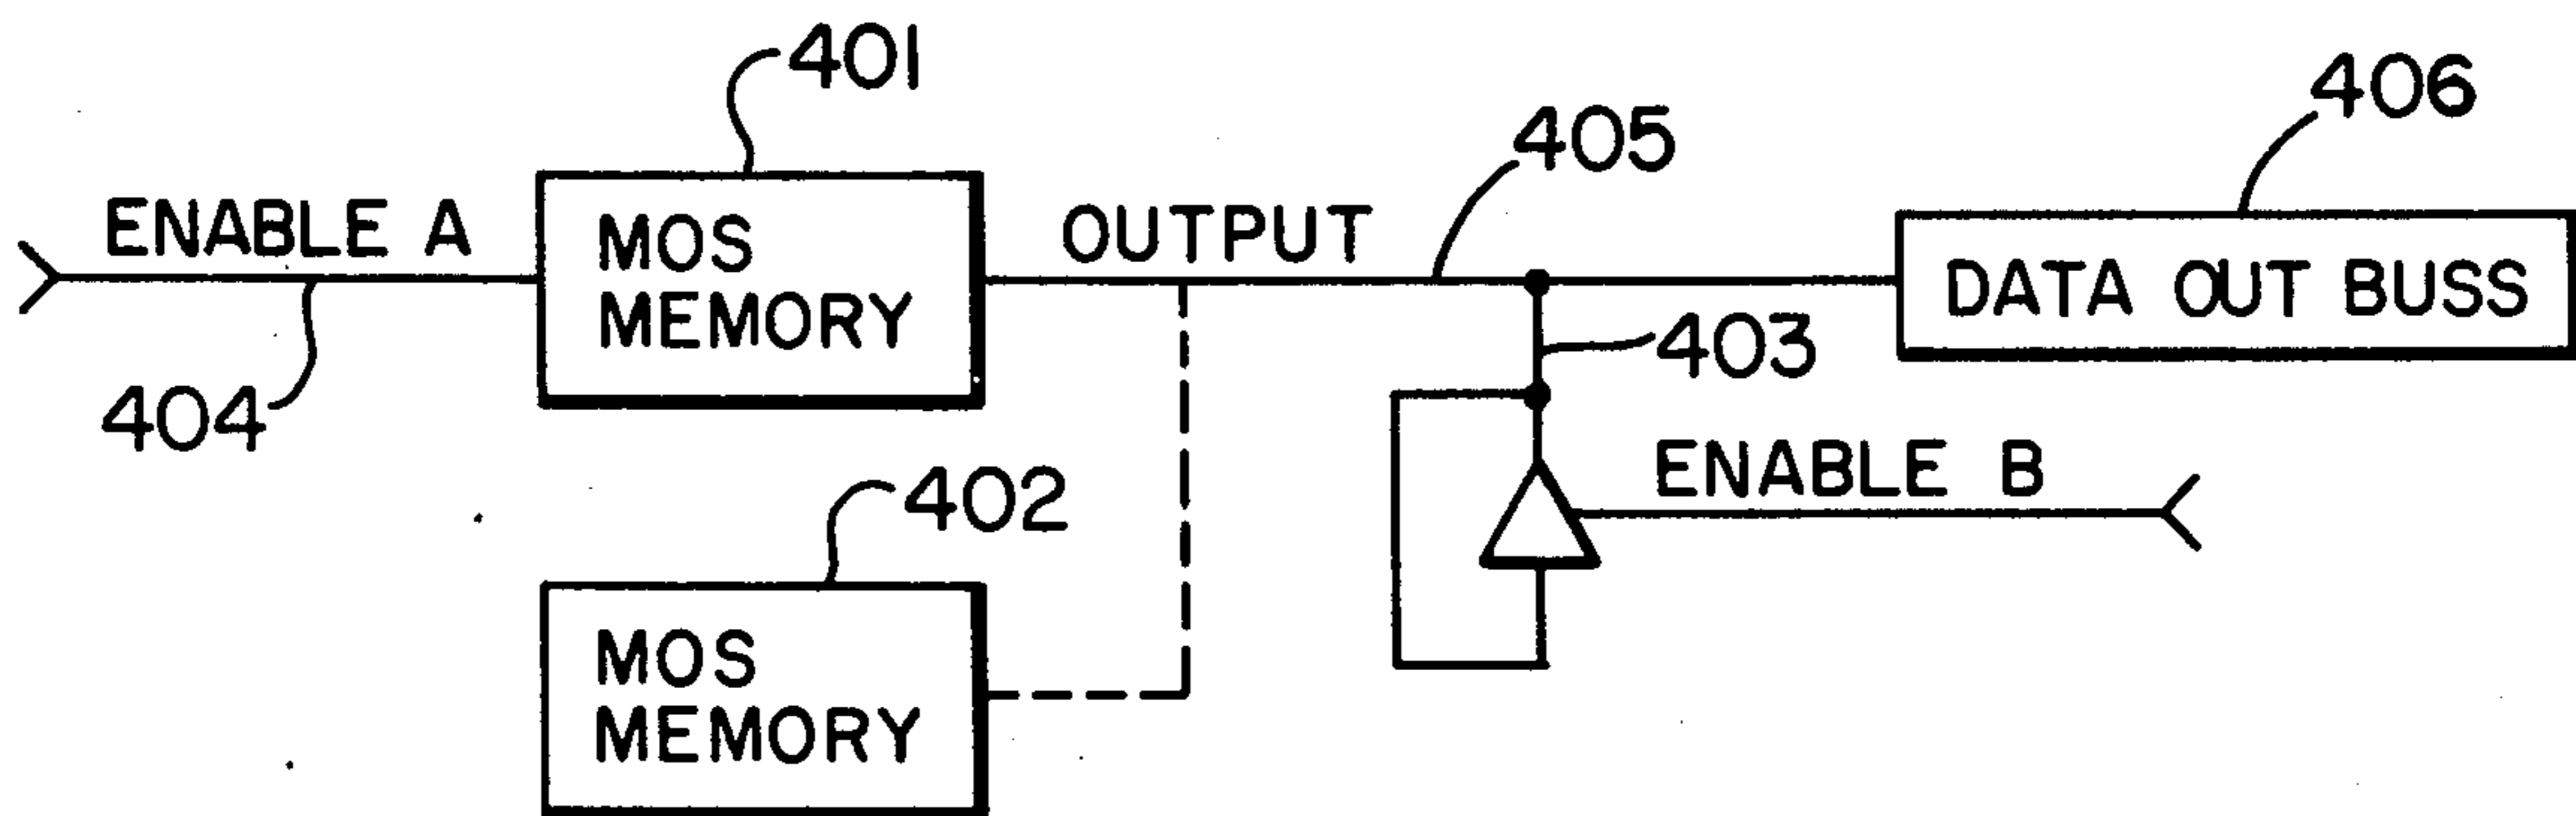 401
406
405
ENABLE A
MOS
MEMORY
OUTPUT
DATA OUT BUSS
403
404
ENABLE B
402
MOS
MEMORY